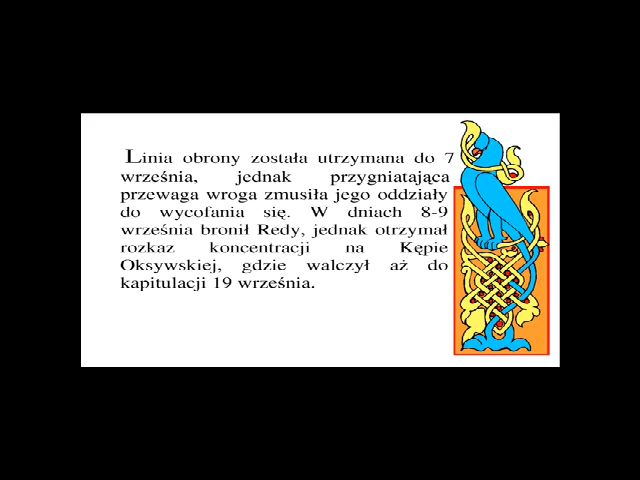 Linia obrony została utrzymana do 7
września, jednak przygniatająca
przewaga wroga zmusiła jego oddziały
do wycofania się. W dniach 8-9
września bronił Redy, jednak otrzymał
rozkaz koncentracji na Kępie
Oksywskiej, gdzie walczył aż do
kapitulacji 19 września.